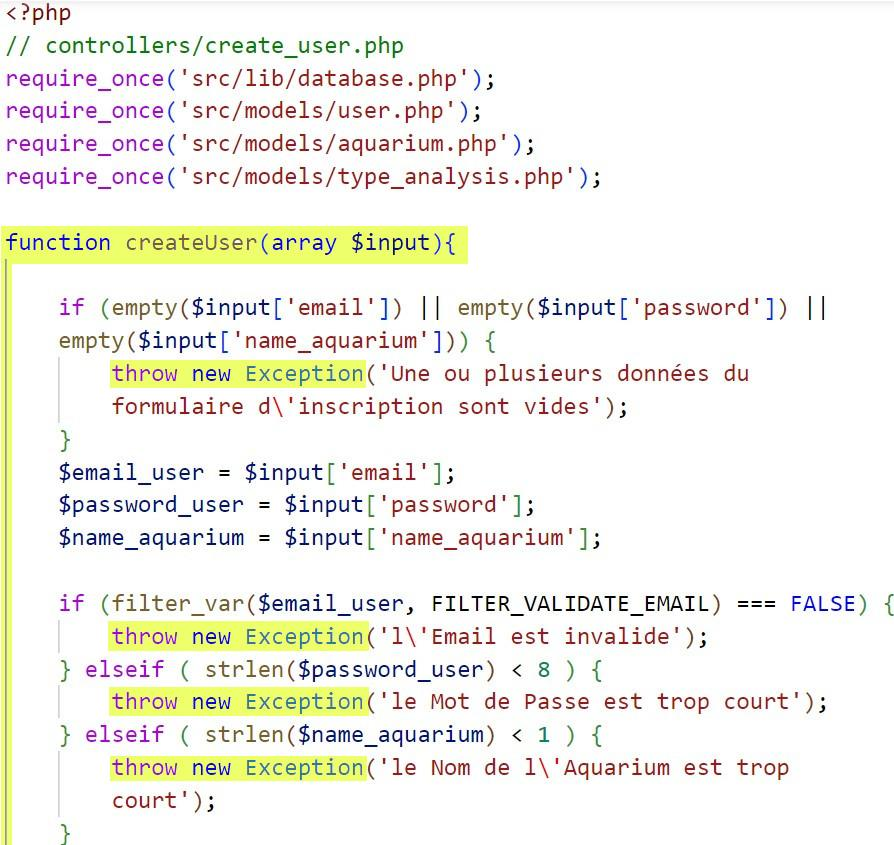 <?php
// controllers/create_user.php
require_once('src/lib/database.php');
require_once('src/models/user.php');
require_once('src/models/aquarium.php');
require_once('src/models/type_analysis.php');
function createUser(array $input){
if (empty($input['email']) || empty($input['password']) ||
empty($input['name_aquarium'])) {
throw new Exception('Une ou plusieurs données du
formulaire d\'inscription sont vides');
}
$email_user = $input['email'];
$password_user = $input['password'];
$name_aquarium = $input['name_aquarium'];
if (filter_var($email_user, FILTER_VALIDATE_EMAIL) === FALSE) {
throw new Exception('l\'Email est invalide');
} elseif ( strlen($password_user) < 8 ) {
throw new Exception('le Mot de Passe est trop court');
} elseif ( strlen($name_aquarium) < 1 ) {
throw new Exception('le Nom de l\'Aquarium est trop
court');
}